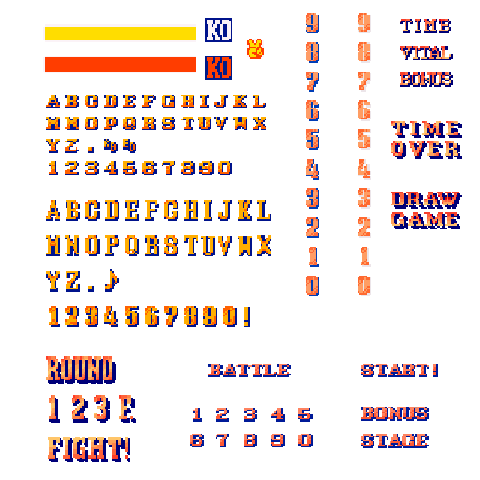 KO
KO
ABCDEFGHIJKL
MNOPQRSTUVWX
YZ.
1234567890
ABCDEFGHIJKL
MNOPQRSTUVWX
YZ.♪
1234567890!
9 9
8 8
7 7
6 6
5 5
4 4
3 3
2 2
1 1
0 0
TIME
VITAL
BONUS
TIME
OVER
DRAW
GAME
ROUND
1 2 3 F.
FIGHT!
BATTLE
1 2 3 4 5
6 7 8 9 0
START!
BONUS
STAGE